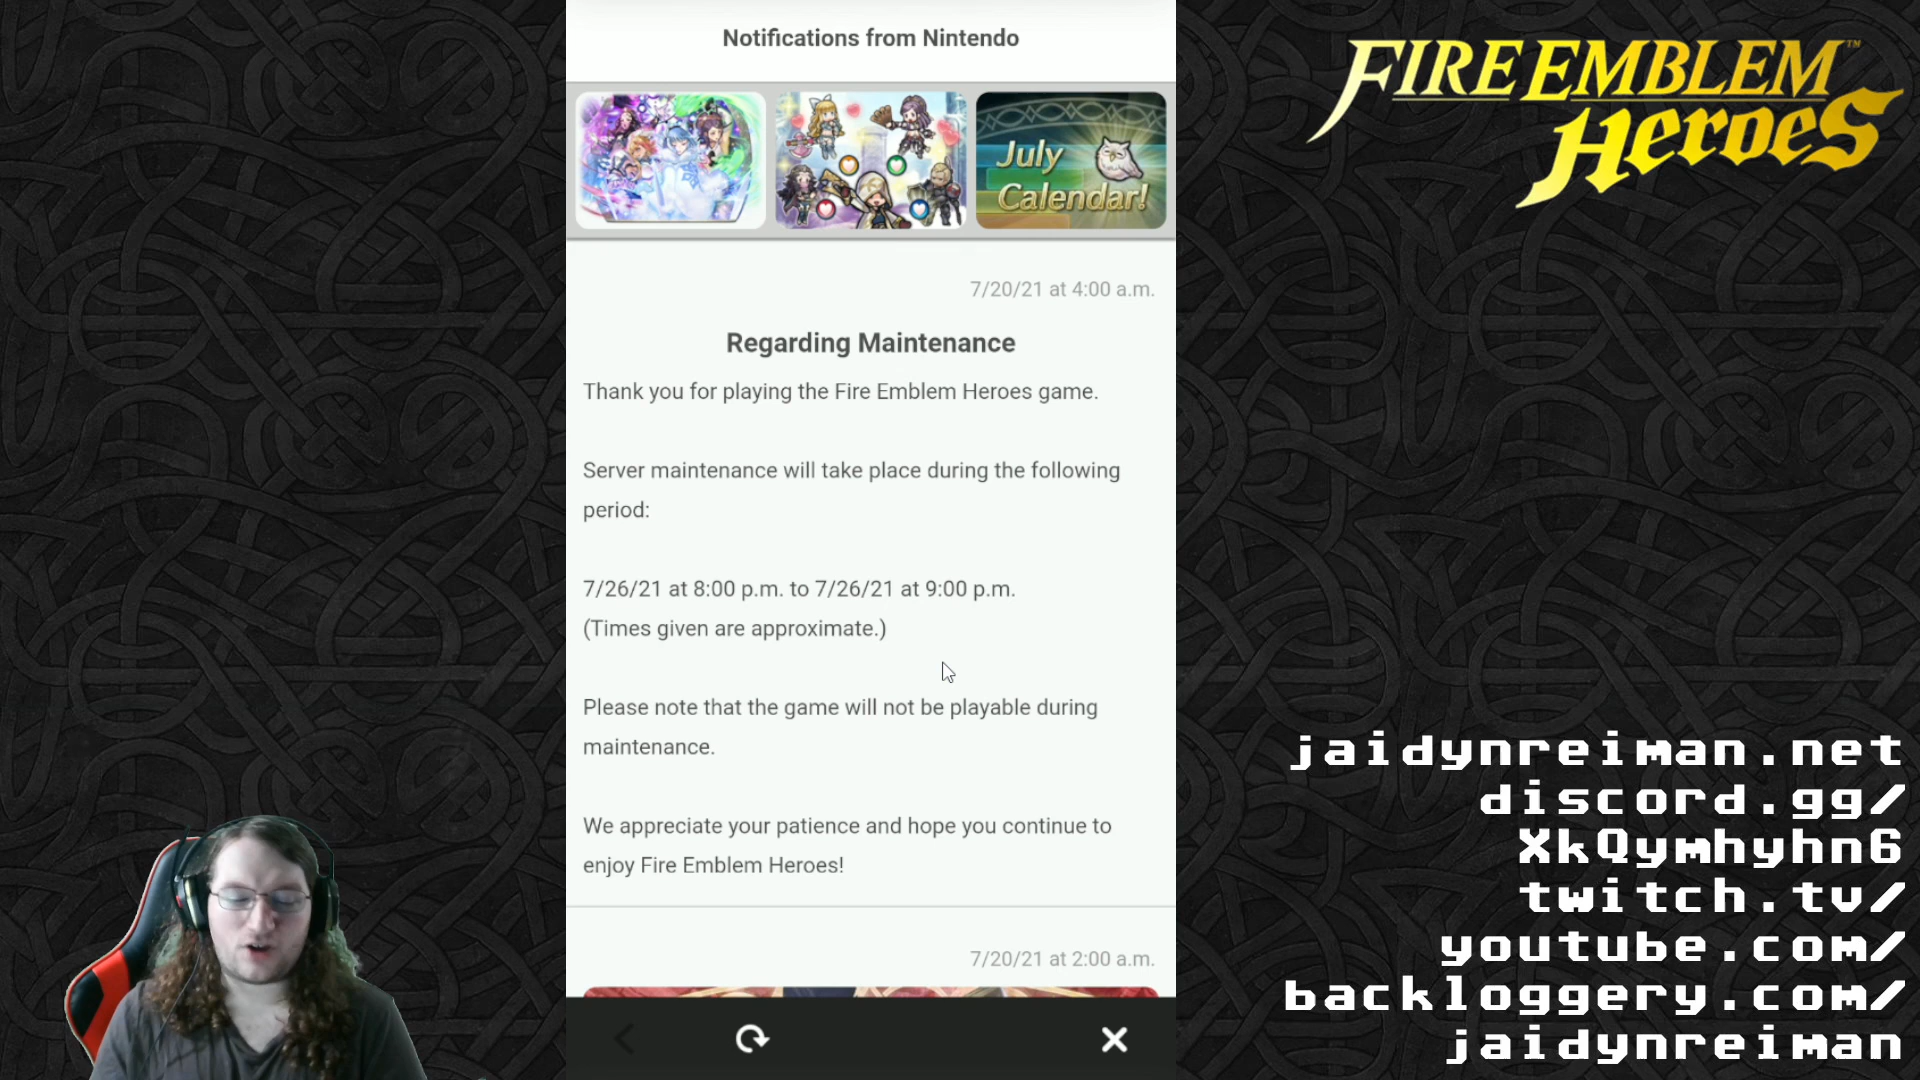 Notifications from Nintendo
July
Calendar!
7/20/21 at 4:00 a.m.
Regarding Maintenance
Thank you for playing the Fire Emblem Heroes game.
Server maintenance will take place during the following
period:
7/26/21 at 8:00 p.m. to 7/26/21 at 9:00 p.m.
(Times given are approximate.)
Please note that the game will not be playable during
maintenance.
We appreciate your patience and hope you continue to
enjoy Fire Emblem Heroes!
7/20/21 at 2:00 a.m.
FIRE EMBLEM™
Heroes
jaidynreiman.net
discord.gg/
XkQymhyhn6
twitch.tv/
youtube.com/
backloggery.com/
jaidynreiman